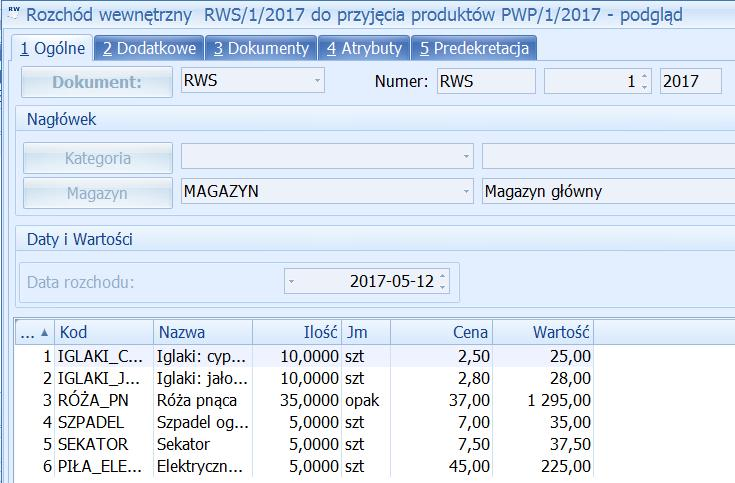 RW Rozchód wewnętrzny RWS/1/2017 do przyjęcia produktów PWP/1/2017 - podgląd
1 Ogólne 2 Dodatkowe 3 Dokumenty 4 Atrybuty 5 Predekretacja
Dokument: RWS Numer: RWS 1 2017
Nagłówek
Kategoria
Magazyn MAGAZYN Magazyn główny
Daty i Wartości
Data rozchodu: 2017-05-12
... Kod Nazwa Ilość Jm Cena Wartość
1 IGLAKI_C... Iglaki: cyp... 10,0000 szt 2,50 25,00
2 IGLAKI_J... Iglaki: jało... 10,0000 szt 2,80 28,00
3 RÓŻA_PN Róża pnąca 35,0000 opak 37,00 1 295,00
4 SZPADEL Szpadel og... 5,0000 szt 7,00 35,00
5 SEKATOR Sekator 5,0000 szt 7,50 37,50
6 PIŁA_ELE... Elektryczn... 5,0000 szt 45,00 225,00